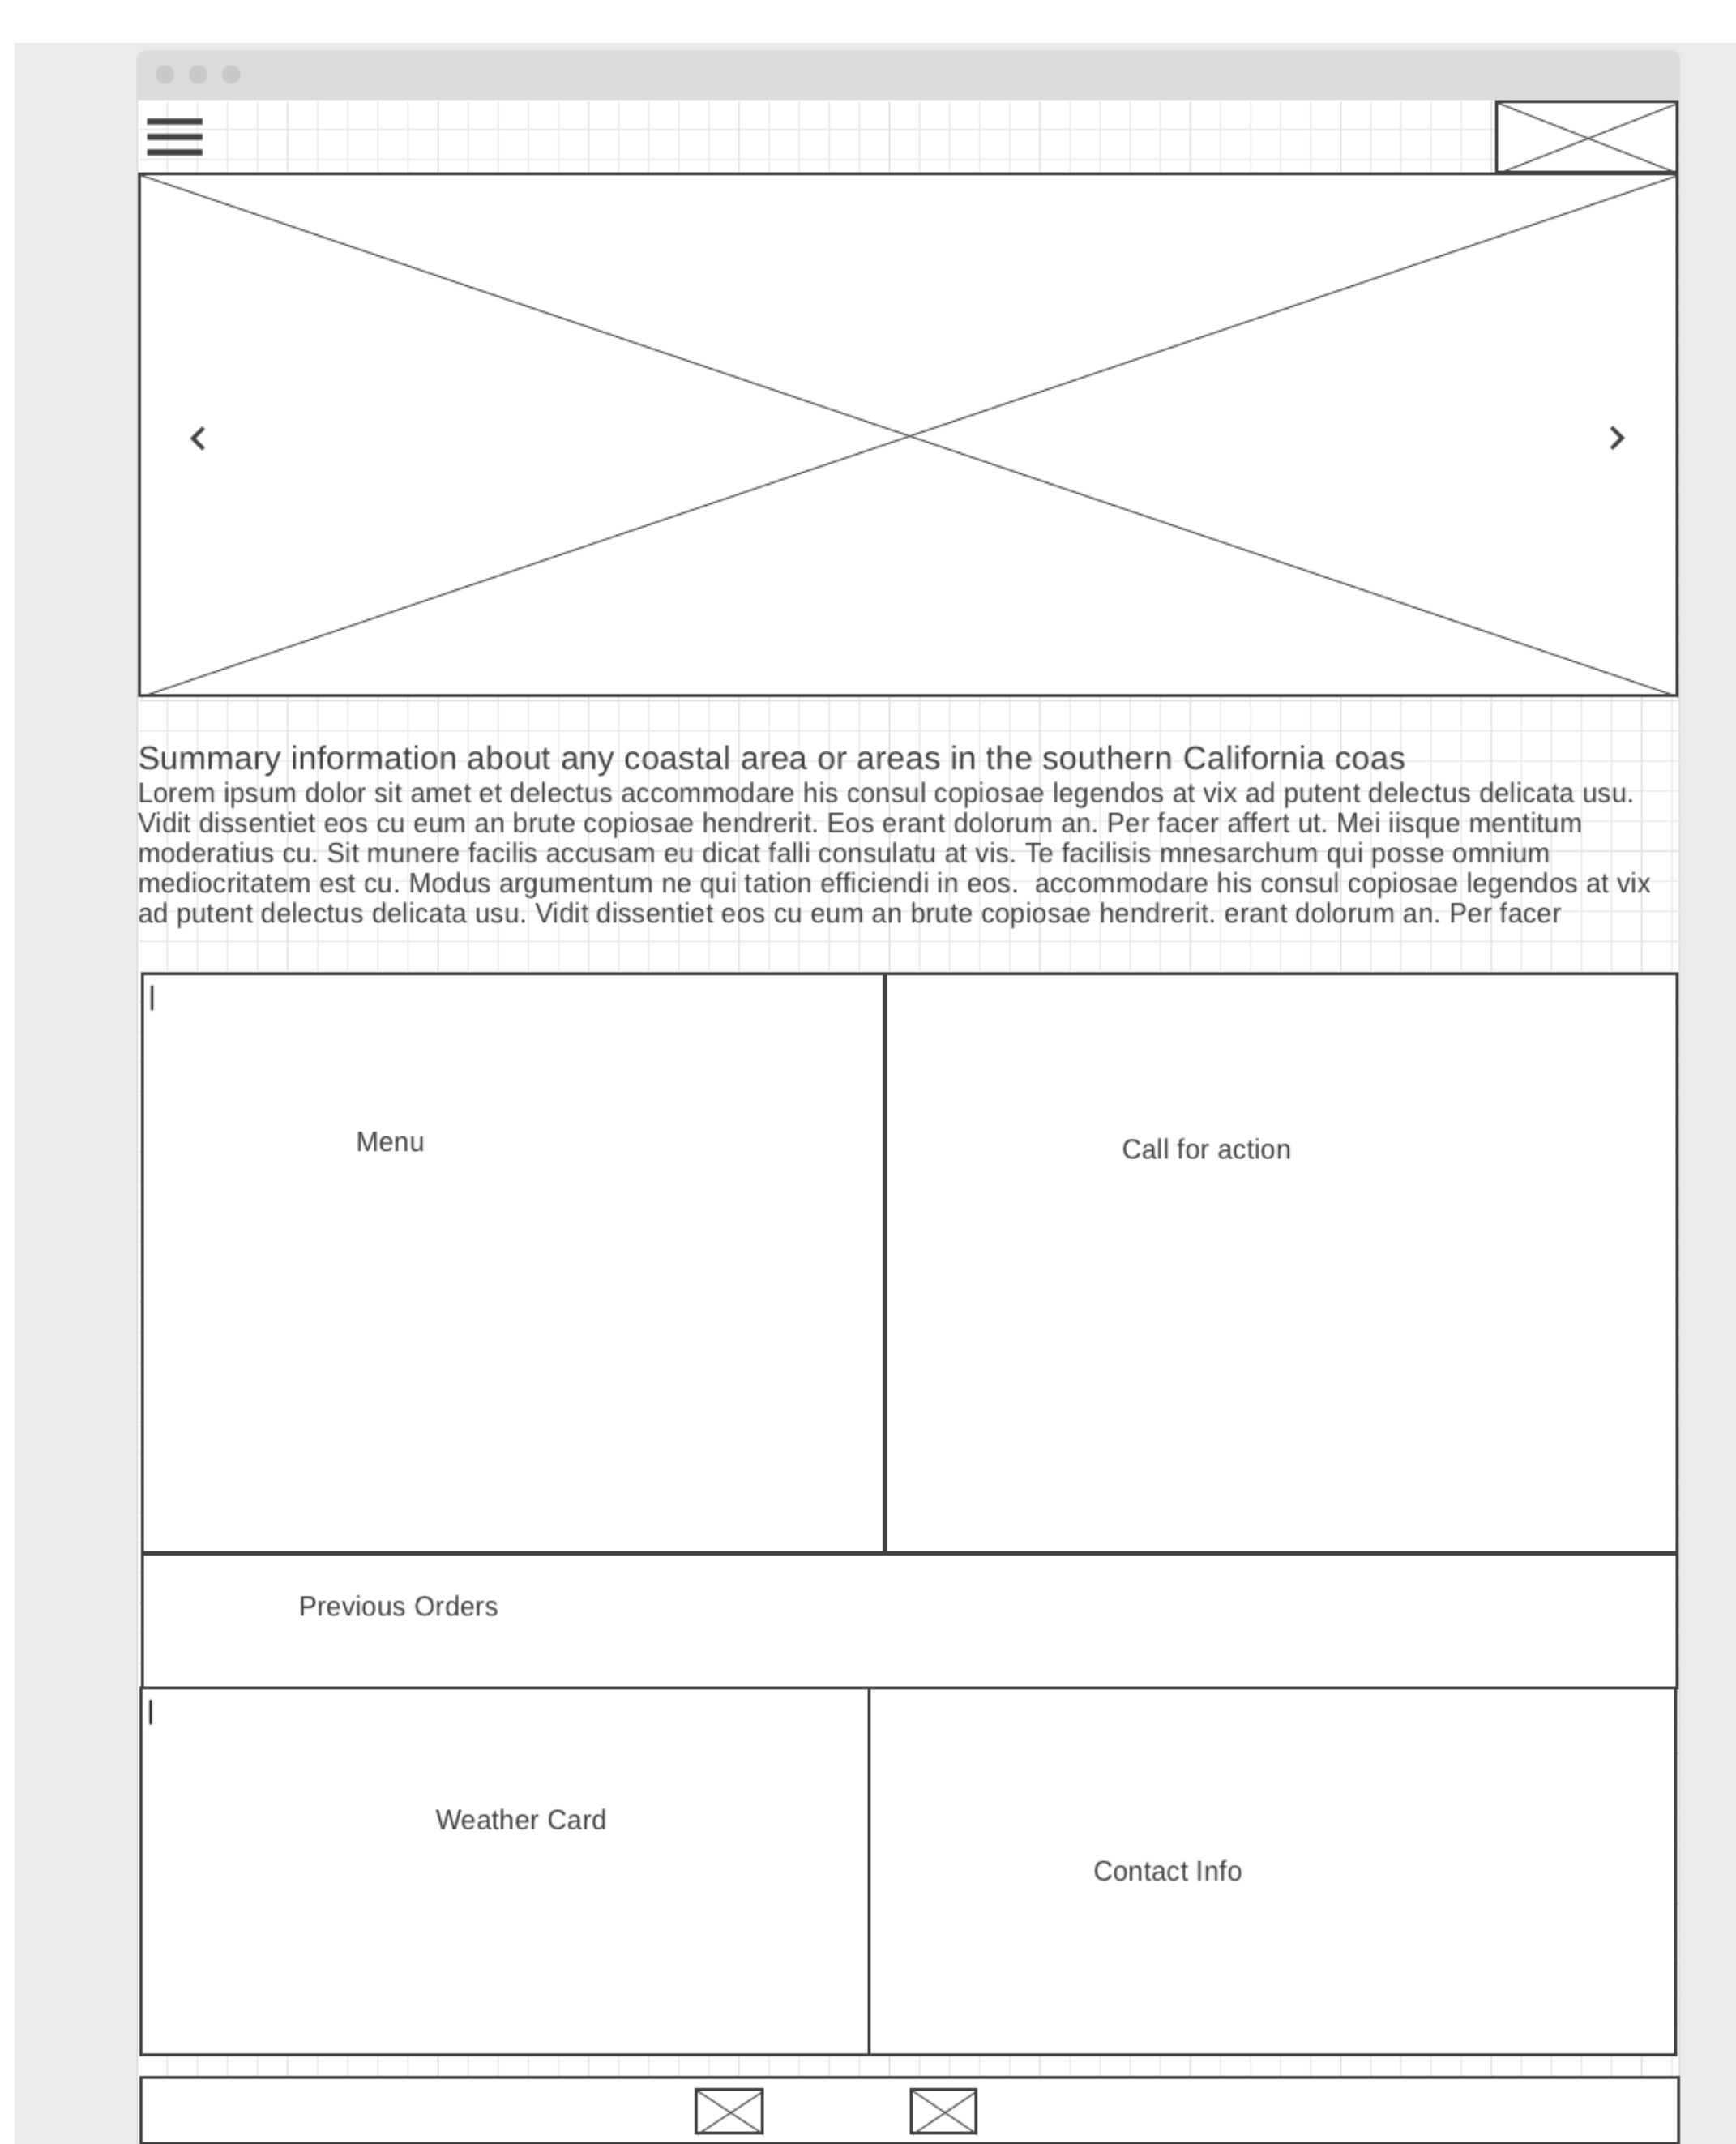 Summary information about any coastal area or areas in the southern California coas
Lorem ipsum dolor sit amet et delectus accommodare his consul copiosae legendos at vix ad putent delectus delicata usu.
Vidit dissentiet eos cu eum an brute copiosae hendrerit. Eos erant dolorum an. Per facer affert ut. Mei iisque mentitum
moderatius cu. Sit munere facilis accusam eu dicat falli consulatu at vis. Te facilisis mnesarchum qui posse omnium
mediocritatem est cu. Modus argumentum ne qui tation efficiendi in eos.  accommodare his consul copiosae legendos at vix
ad putent delectus delicata usu. Vidit dissentiet eos cu eum an brute copiosae hendrerit. erant dolorum an. Per facer
Menu
Call for action
Previous Orders
Weather Card
Contact Info